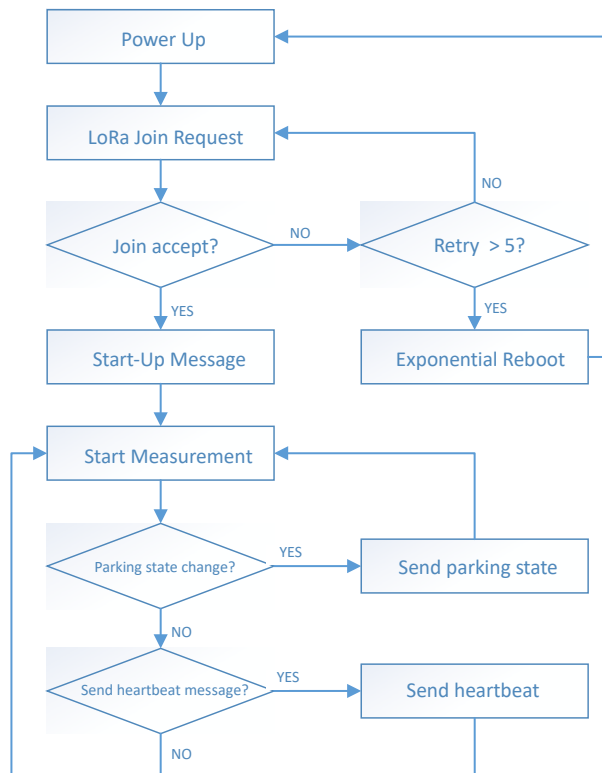 Power Up
LoRa Join Request
NO
Join accept?
NO
Retry > 5?
YES
YES
Start-Up Message
Exponential Reboot
Start Measurement
Parking state change?
YES
Send parking state
NO
Send heartbeat message?
YES
Send heartbeat
NO